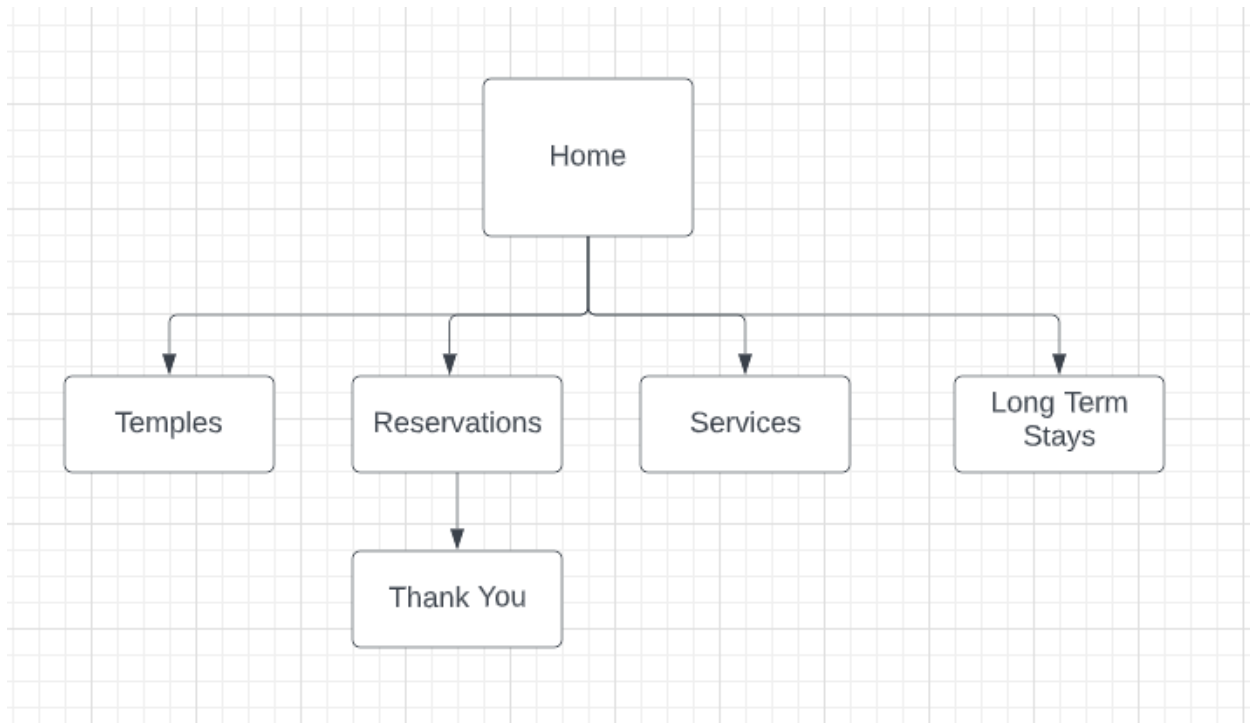 Home
Temples
Reservations
Services
Long Term
Stays
Thank You